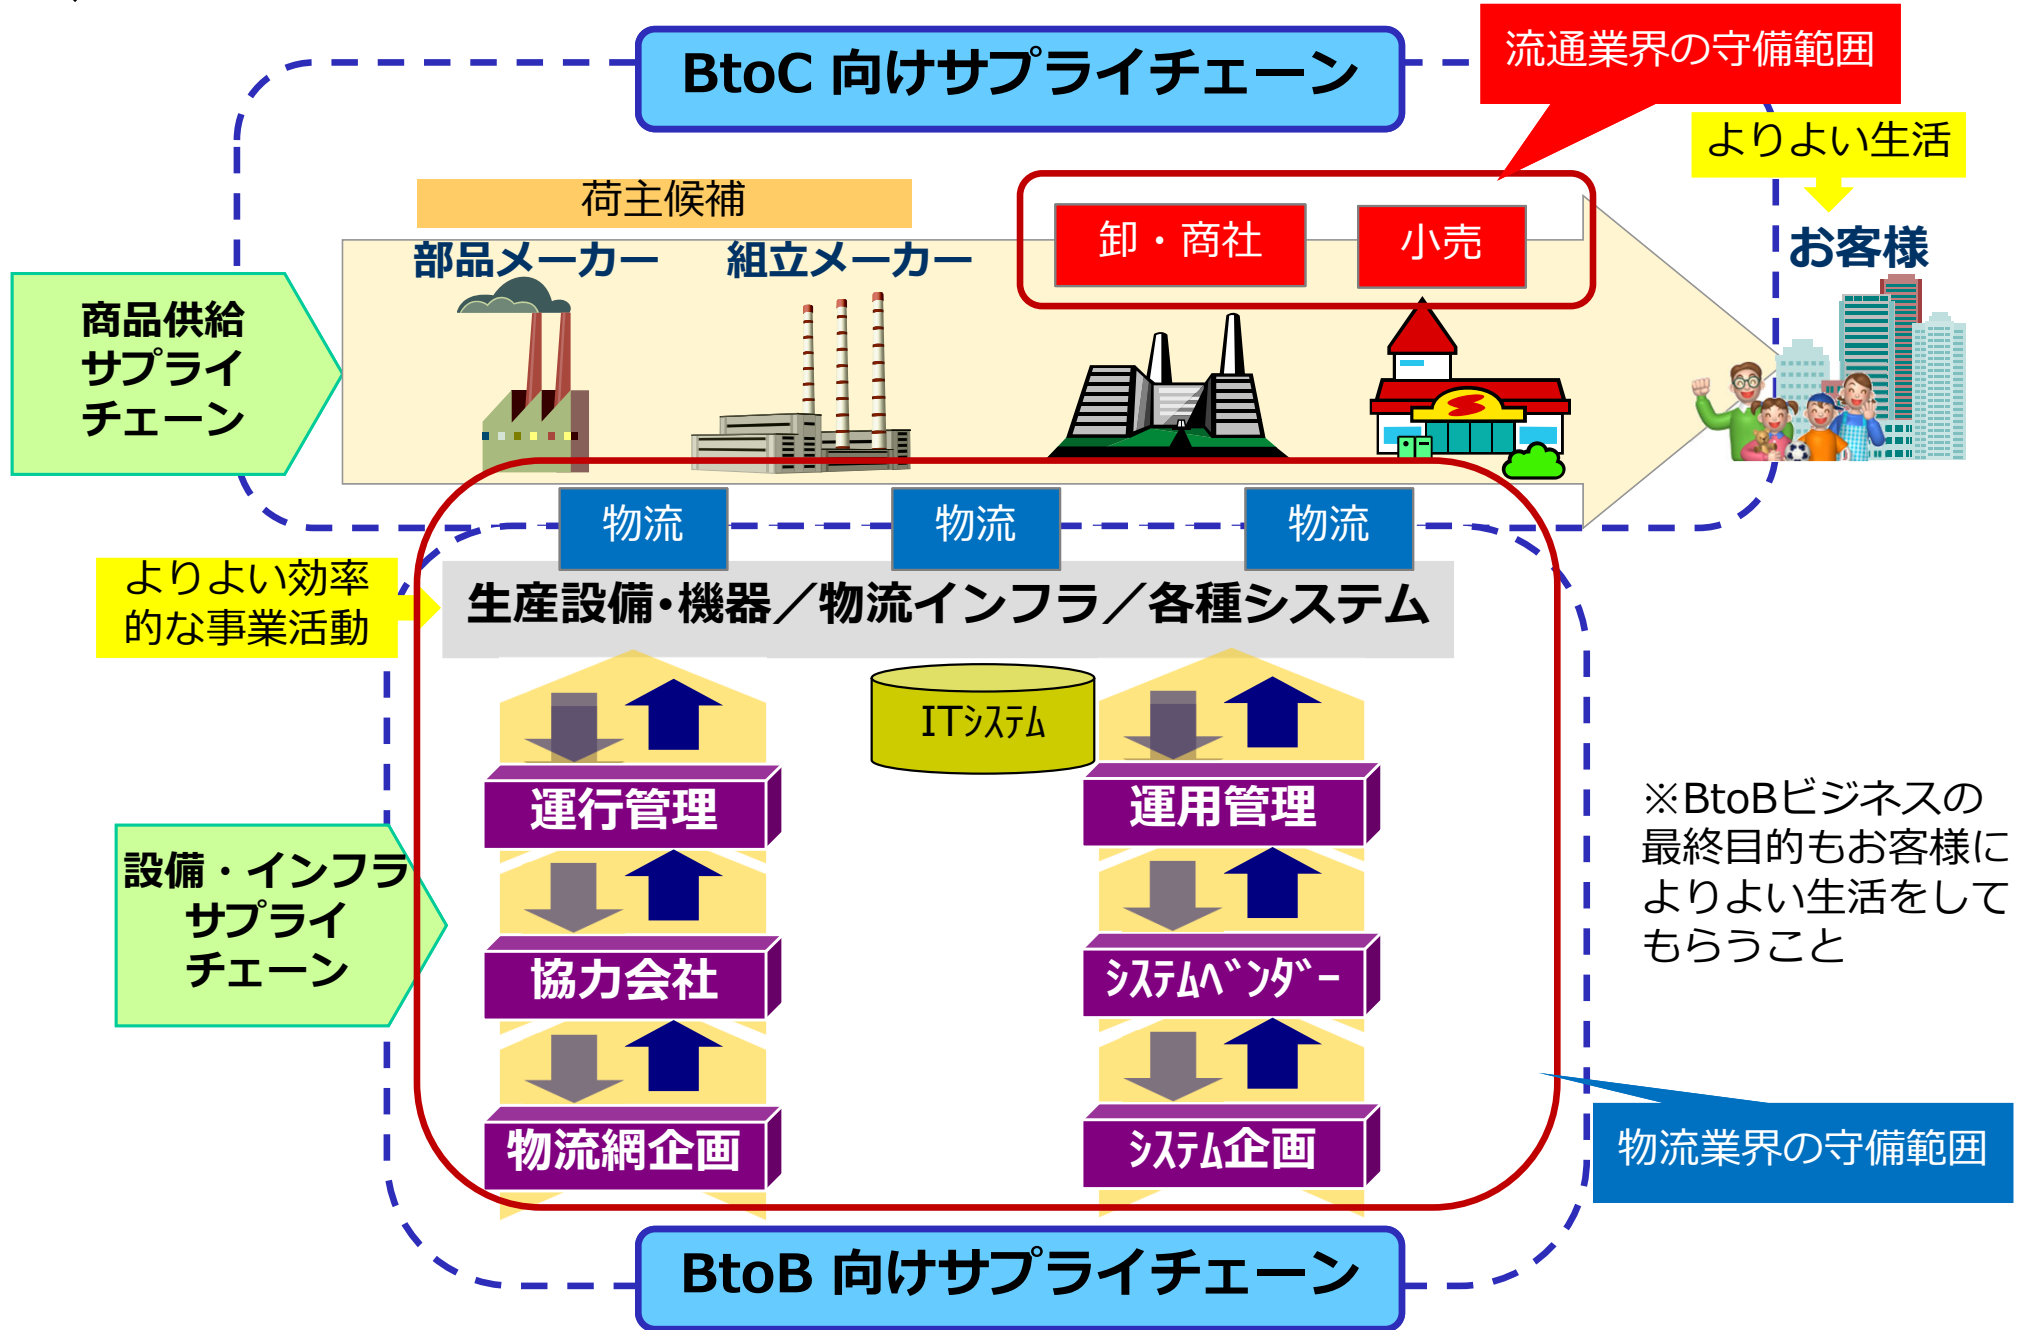 BtoC 向けサプライチェーン
流通業界の守備範囲
よりよい生活
荷主候補
部品メーカー
組立メーカー
卸・商社
小売
お客様
商品供給
サプライ
チェーン
物流
物流
物流
よりよい効率
的な事業活動
生産設備・機器／物流インフラ／各種システム
ITｼｽﾃﾑ
運行管理
運用管理
※BtoBビジネスの
最終目的もお客様に
よりよい生活をして
もらうこと
設備・インフラ
サプライ
チェーン
協力会社
ｼｽﾃﾑﾍﾞﾝﾀﾞｰ
物流網企画
ｼｽﾃﾑ企画
物流業界の守備範囲
BtoB 向けサプライチェーン